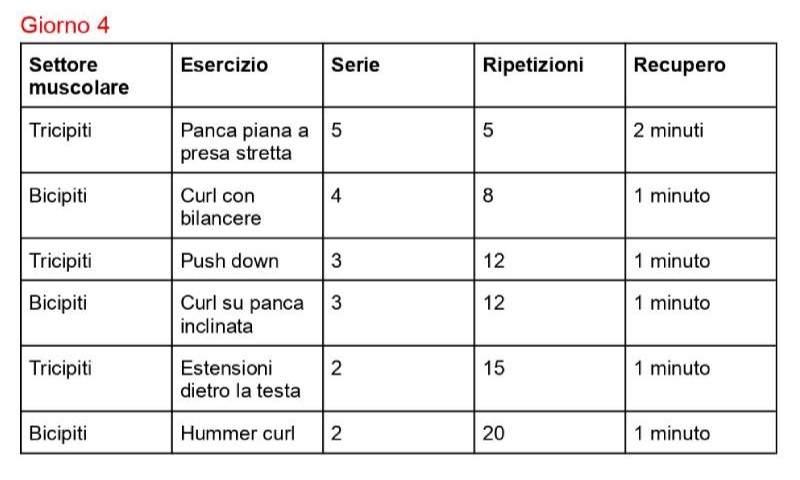 Giorno 4
Settore muscolare Esercizio Serie Ripetizioni Recupero
Tricipiti Panca piana a presa stretta 5 5 2 minuti
Bicipiti Curl con bilancere 4 8 1 minuto
Tricipiti Push down 3 12 1 minuto
Bicipiti Curl su panca inclinata 3 12 1 minuto
Tricipiti Estensioni dietro la testa 2 15 1 minuto
Bicipiti Hummer curl 2 20 1 minuto